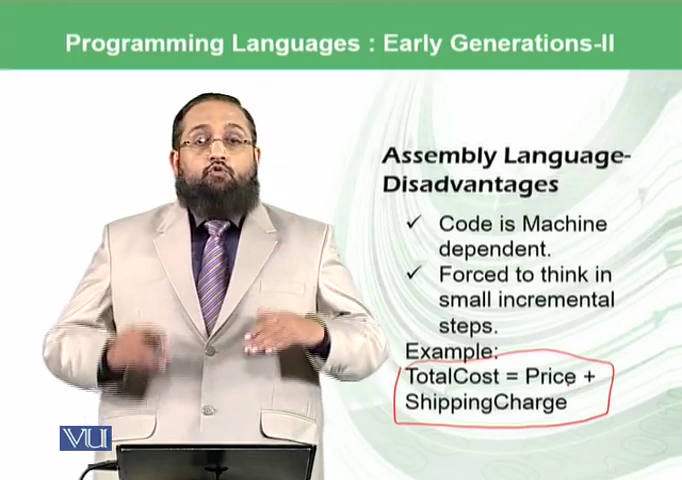 Programming Languages : Early Generations-II
Assembly Language-
Disadvantages
✓ Code is Machine
dependent.
✓ Forced to think in
small incremental
steps.
Example:
TotalCost = Price +
ShippingCharge
VU